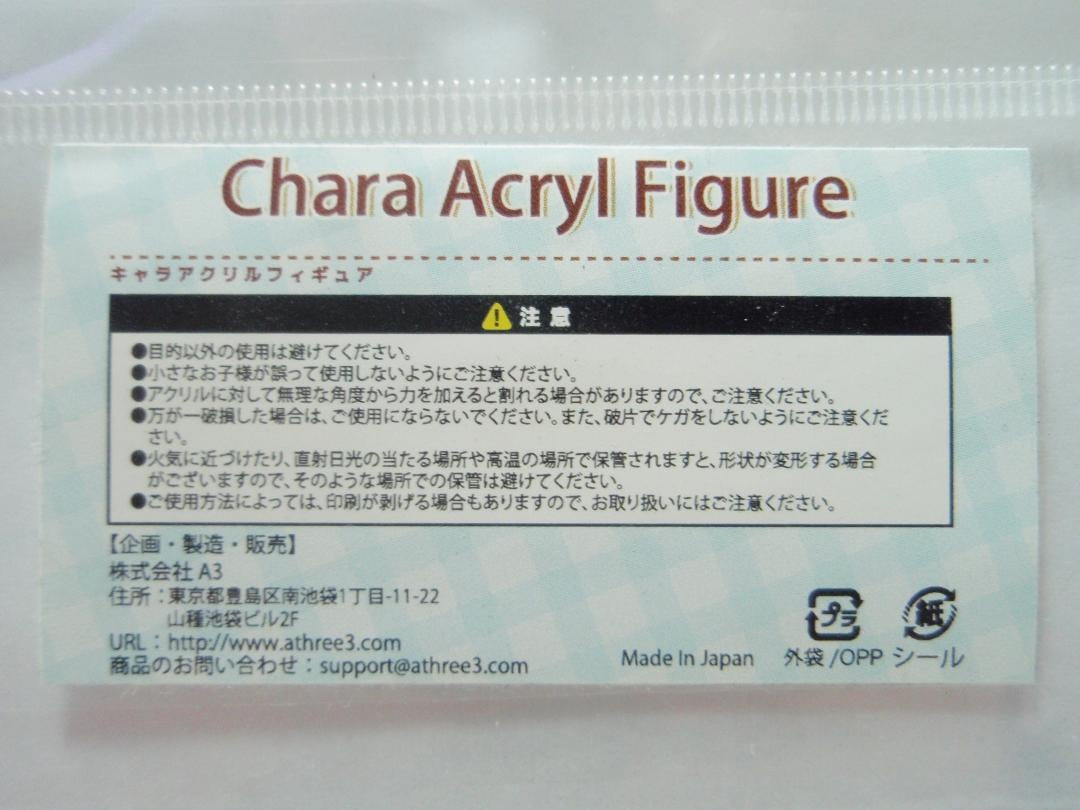 Chara Acryl Figure
キャラアクリルフィギュア
注意
●目的以外の使用は避けてください。
●小さなお子様が誤って使用しないようにご注意ください。
●アクリルに対して無理な角度から力を加えると割れる場合がありますので、ご注意ください。
●万が一破損した場合は、ご使用にならないでください。また、破片でケガをしないようにご注意くだ
さい。
●火気に近づけたり、直射日光の当たる場所や高温の場所で保管されますと、形状が変形する場合
がございますので、そのような場所での保管は避けてください。
●ご使用方法によっては、印刷が剥げる場合もありますので、お取り扱いにはご注意ください。
【企画・製造・販売】
株式会社 A3
住所：東京都豊島区南池袋1丁目-11-22
山種池袋ビル2F
URL：http://www.athree3.com
商品のお問い合わせ：support@athree3.com
Made In Japan
プラ
外袋/OPP
紙
シール